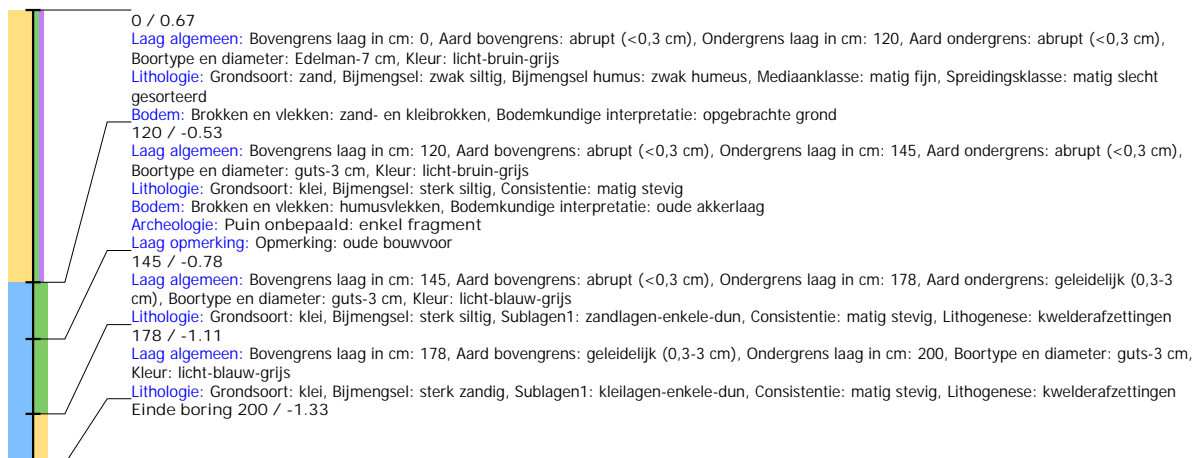 0 / 0.67
Laag algemeen: Bovengrens laag in cm: 0, Aard bovengrens: abrupt (<0,3 cm), Ondergrens laag in cm: 120, Aard ondergrens: abrupt (<0,3 cm),
Boortype en diameter: Edelman-7 cm, Kleur: licht-bruin-grijs
Lithologie: Grondsoort: zand, Bijmengsel: zwak siltig, Bijmengsel humus: zwak humeus, Mediaanklasse: matig fijn, Spreidingsklasse: matig slecht
gesorteerd
Bodem: Brokken en vlekken: zand- en kleibrokken, Bodemkundige interpretatie: opgebrachte grond
120 / -0.53
Laag algemeen: Bovengrens laag in cm: 120, Aard bovengrens: abrupt (<0,3 cm), Ondergrens laag in cm: 145, Aard ondergrens: abrupt (<0,3 cm),
Boortype en diameter: guts-3 cm, Kleur: licht-bruin-grijs
Lithologie: Grondsoort: klei, Bijmengsel: sterk siltig, Consistentie: matig stevig
Bodem: Brokken en vlekken: humusvlekken, Bodemkundige interpretatie: oude akkerlaag
Archeologie: Puin onbepaald: enkel fragment
Laag opmerking: Opmerking: oude bouwvoor
145 / -0.78
Laag algemeen: Bovengrens laag in cm: 145, Aard bovengrens: abrupt (<0,3 cm), Ondergrens laag in cm: 178, Aard ondergrens: geleidelijk (0,3-3
cm), Boortype en diameter: guts-3 cm, Kleur: licht-blauw-grijs
Lithologie: Grondsoort: klei, Bijmengsel: sterk siltig, Sublagen1: zandlagen-enkele-dun, Consistentie: matig stevig, Lithogenese: kwelderafzettingen
178 / -1.11
Laag algemeen: Bovengrens laag in cm: 178, Aard bovengrens: geleidelijk (0,3-3 cm), Ondergrens laag in cm: 200, Boortype en diameter: guts-3 cm,
Kleur: licht-blauw-grijs
Lithologie: Grondsoort: klei, Bijmengsel: sterk zandig, Sublagen1: kleilagen-enkele-dun, Consistentie: matig stevig, Lithogenese: kwelderafzettingen
Einde boring 200 / -1.33